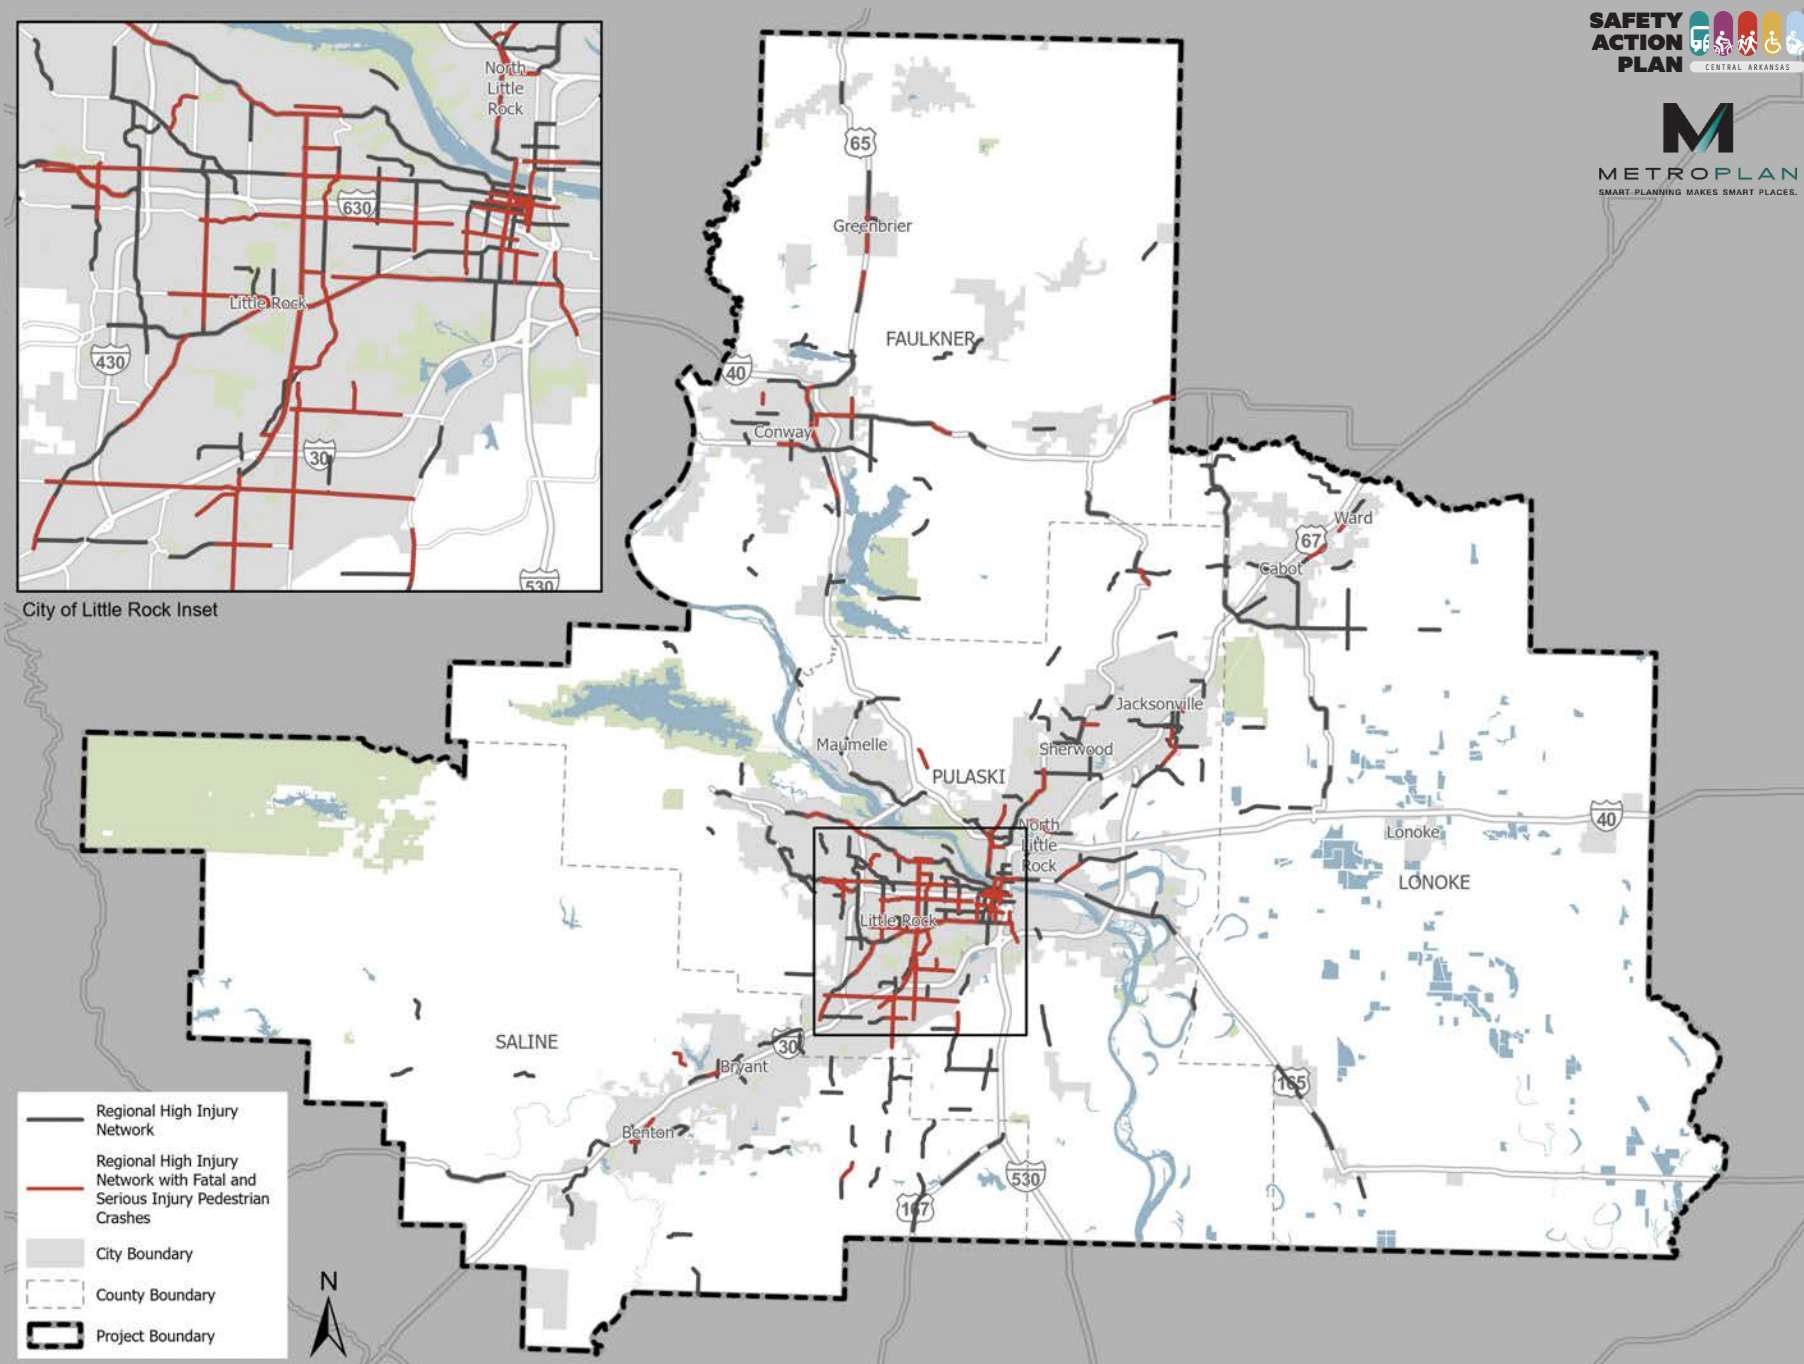 SAFETY
ACTION
PLAN
CENTRAL ARKANSAS
METROPLAN
SMART PLANNING MAKES SMART PLACES.
North
Little
Rock
630
Little Rock
430
30
530
City of Little Rock Inset
65
Greenbrier
FAULKNER
40
Conway
Ward
67
Cabot
Jacksonville
Maumelle
Sherwood
PULASKI
North
Little
Rock
40
Lonoke
LONOKE
Little Rock
SALINE
30
Bryant
165
Benton
530
167
Regional High Injury
Network
Regional High Injury
Network with Fatal and
Serious Injury Pedestrian
Crashes
City Boundary
County Boundary
Project Boundary
N